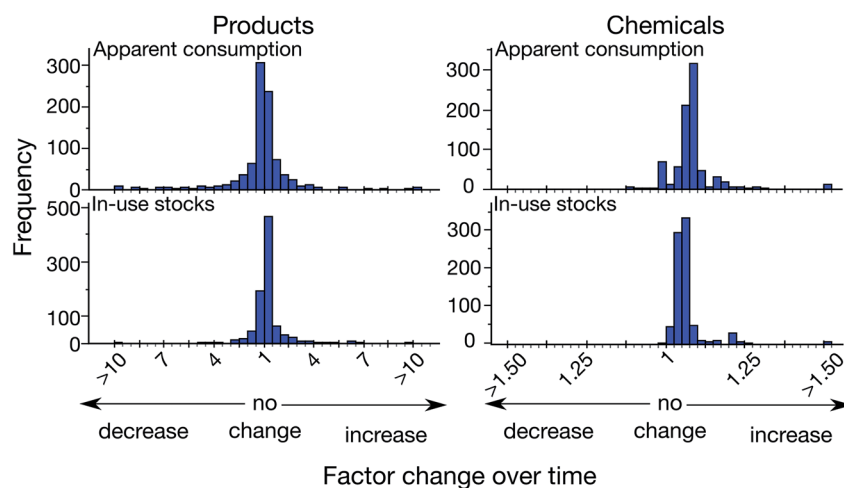 Products
Chemicals
Apparent consumption
Apparent consumption
300
200
100
0
300
200
100
0
In-use stocks
In-use stocks
500
300
100
0
300
200
100
0
Frequency
>10 7 4 1 4 7 >10
>1.50 1.25 1 1.25 >1.50
no
no
decrease change increase
decrease change increase
Factor change over time